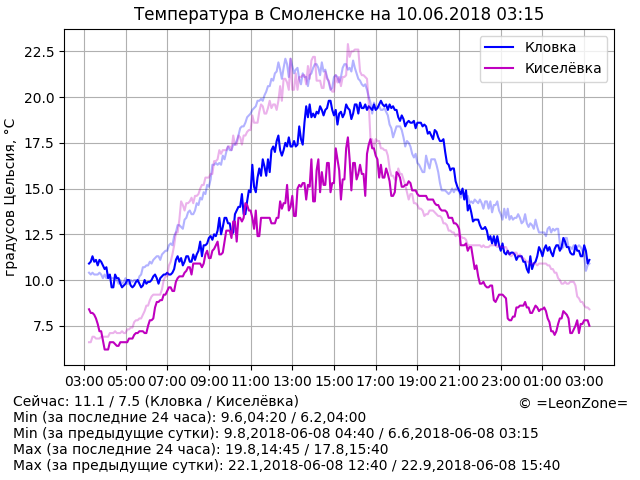 Температура в Смоленске на 10.06.2018 03:15
градусов Цельсия, °C
22.5
20.0
17.5
15.0
12.5
10.0
7.5
Кловка
Киселёвка
03:00 05:00 07:00 09:00 11:00 13:00 15:00 17:00 19:00 21:00 23:00 01:00 03:00
Сейчас: 11.1 / 7.5 (Кловка / Киселёвка)
© =LeonZone=
Min (за последние 24 часа): 9.6,04:20 / 6.2,04:00
Min (за предыдущие сутки): 9.8,2018-06-08 04:40 / 6.6,2018-06-08 03:15
Max (за последние 24 часа): 19.8,14:45 / 17.8,15:40
Max (за предыдущие сутки): 22.1,2018-06-08 12:40 / 22.9,2018-06-08 15:40